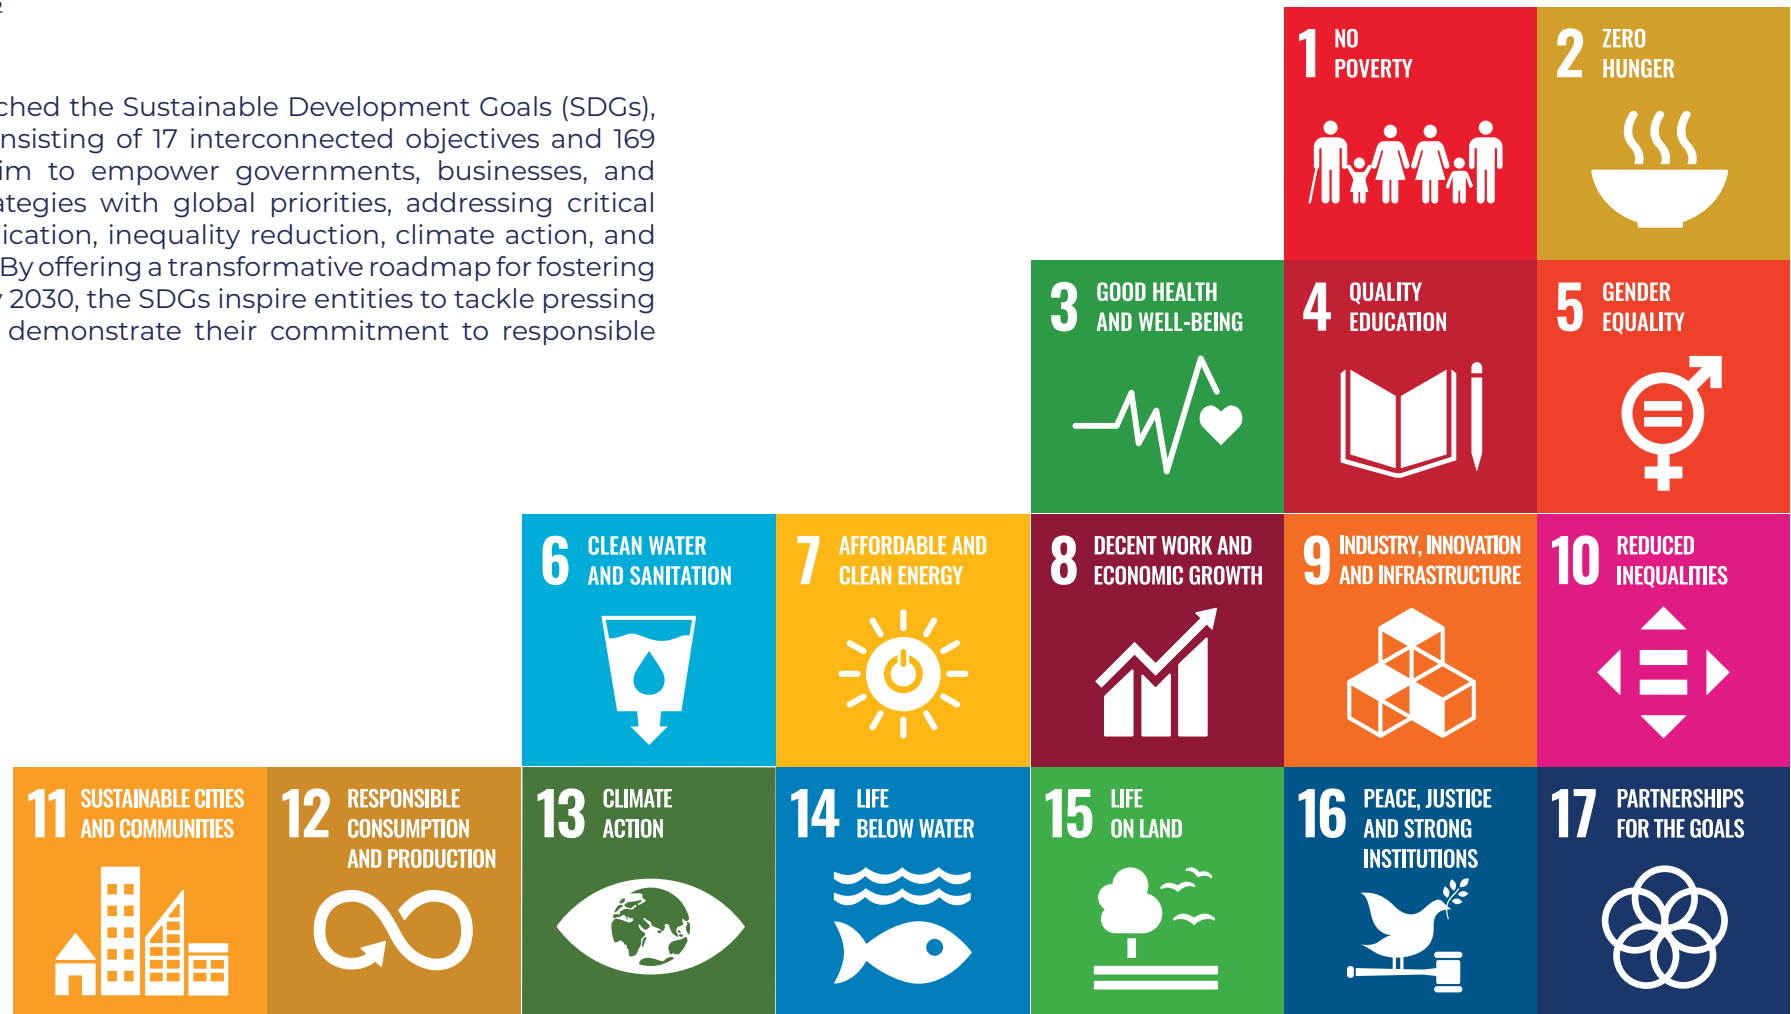 ched the Sustainable Development Goals (SDGs),
nsisting of 17 interconnected objectives and 169
im to empower governments, businesses, and
ategies with global priorities, addressing critical
ication, inequality reduction, climate action, and
By offering a transformative roadmap for fostering
2030, the SDGs inspire entities to tackle pressing
demonstrate their commitment to responsible
1 NO
POVERTY
2 ZERO
HUNGER
3 GOOD HEALTH
AND WELL-BEING
4 QUALITY
EDUCATION
5 GENDER
EQUALITY
6 CLEAN WATER
AND SANITATION
7 AFFORDABLE AND
CLEAN ENERGY
8 DECENT WORK AND
ECONOMIC GROWTH
9 INDUSTRY, INNOVATION
AND INFRASTRUCTURE
10 REDUCED
INEQUALITIES
11 SUSTAINABLE CITIES
AND COMMUNITIES
12 RESPONSIBLE
CONSUMPTION
AND PRODUCTION
13 CLIMATE
ACTION
14 LIFE
BELOW WATER
15 LIFE
ON LAND
16 PEACE, JUSTICE
AND STRONG
INSTITUTIONS
17 PARTNERSHIPS
FOR THE GOALS